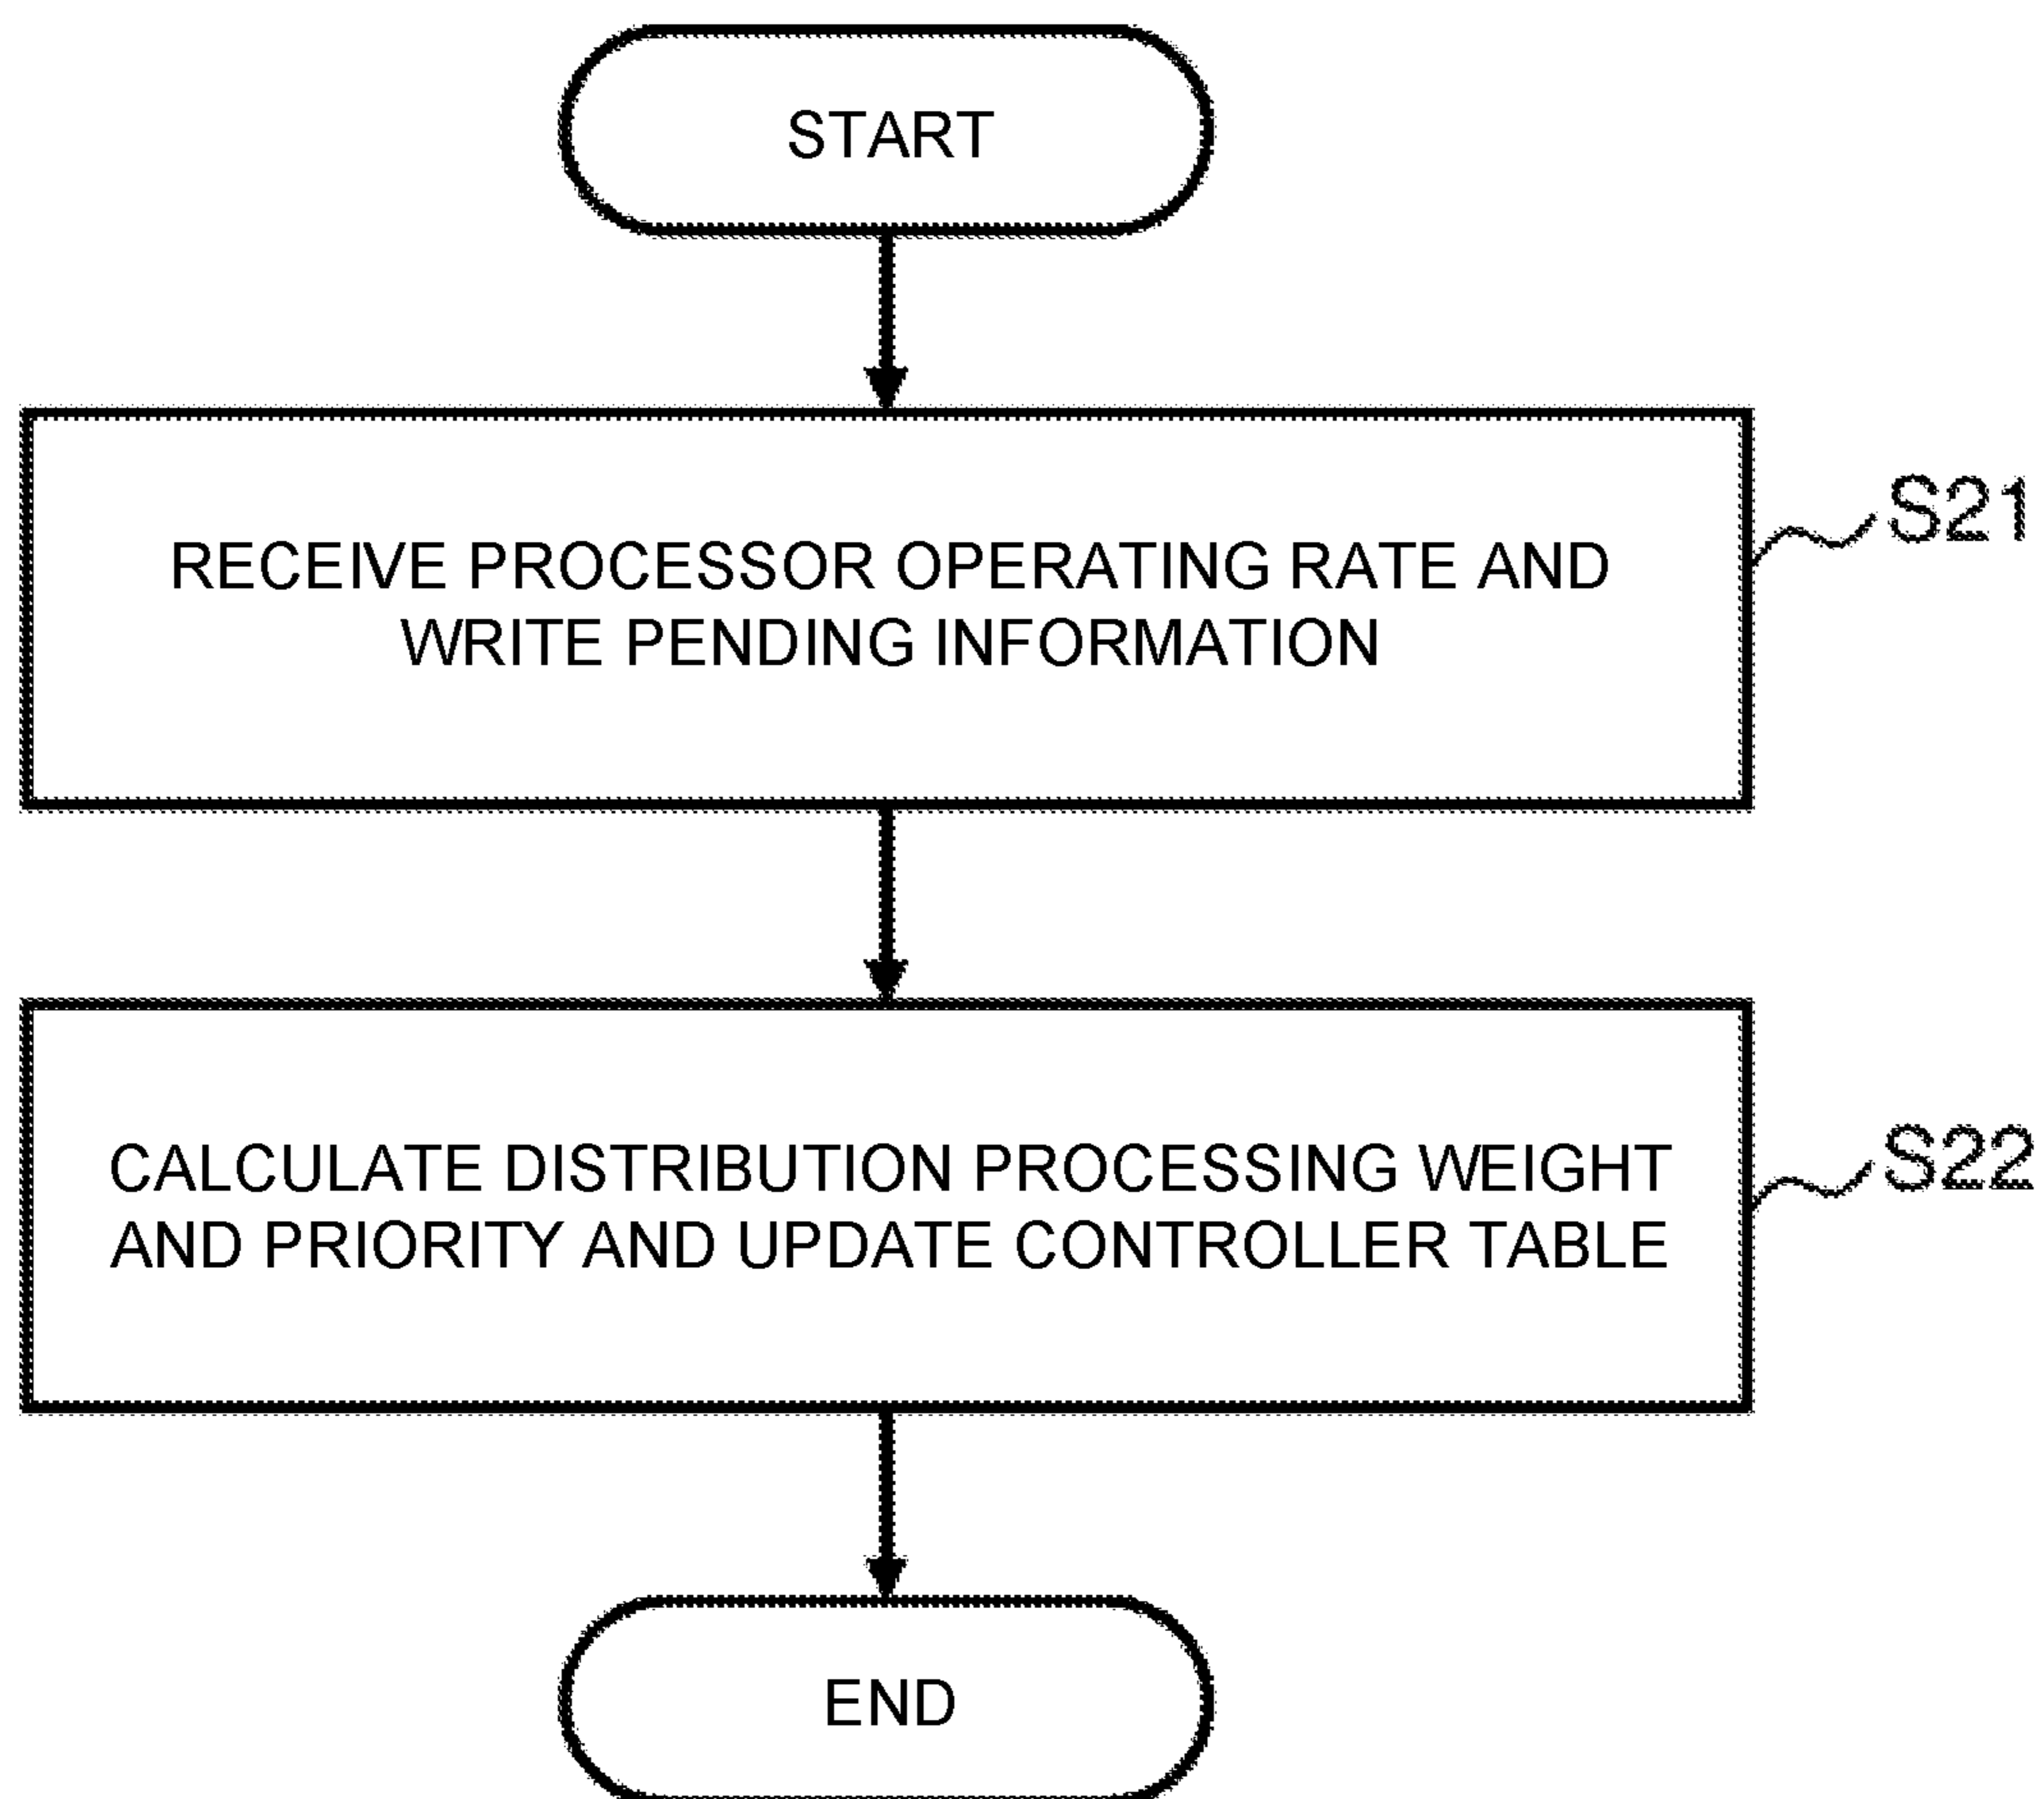 START
RECEIVE PROCESSOR OPERATING RATE AND
WRITE PENDING INFORMATION
S21
CALCULATE DISTRIBUTION PROCESSING WEIGHT
AND PRIORITY AND UPDATE CONTROLLER TABLE
S22
END